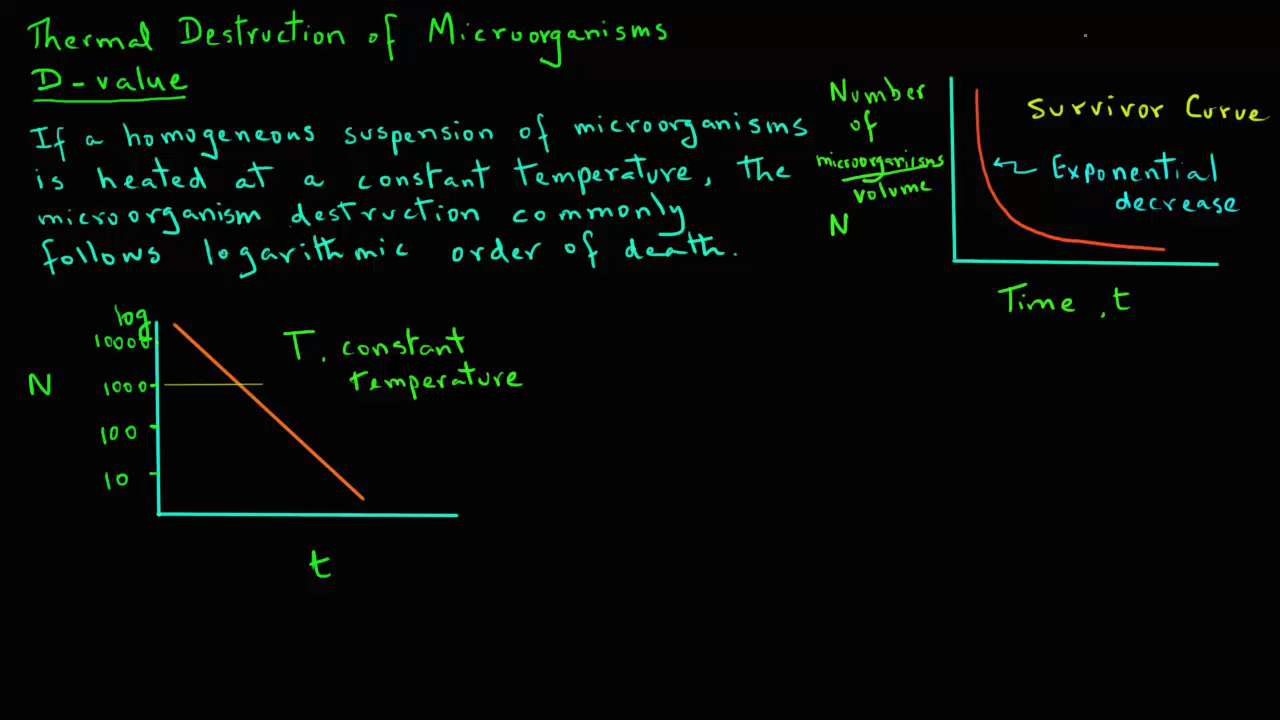 Thermal Destruction of Microorganisms
D-value
If a homogeneous suspension of microorganisms
is heated at a constant temperature, the
microorganism destruction commonly
follows logarithmic order of death.
Number
of
microorganisms
volume
N
Survivor Curve
Exponential
decrease
Time, t
log
10000
1000
100
10
N
T. constant
temperature
t